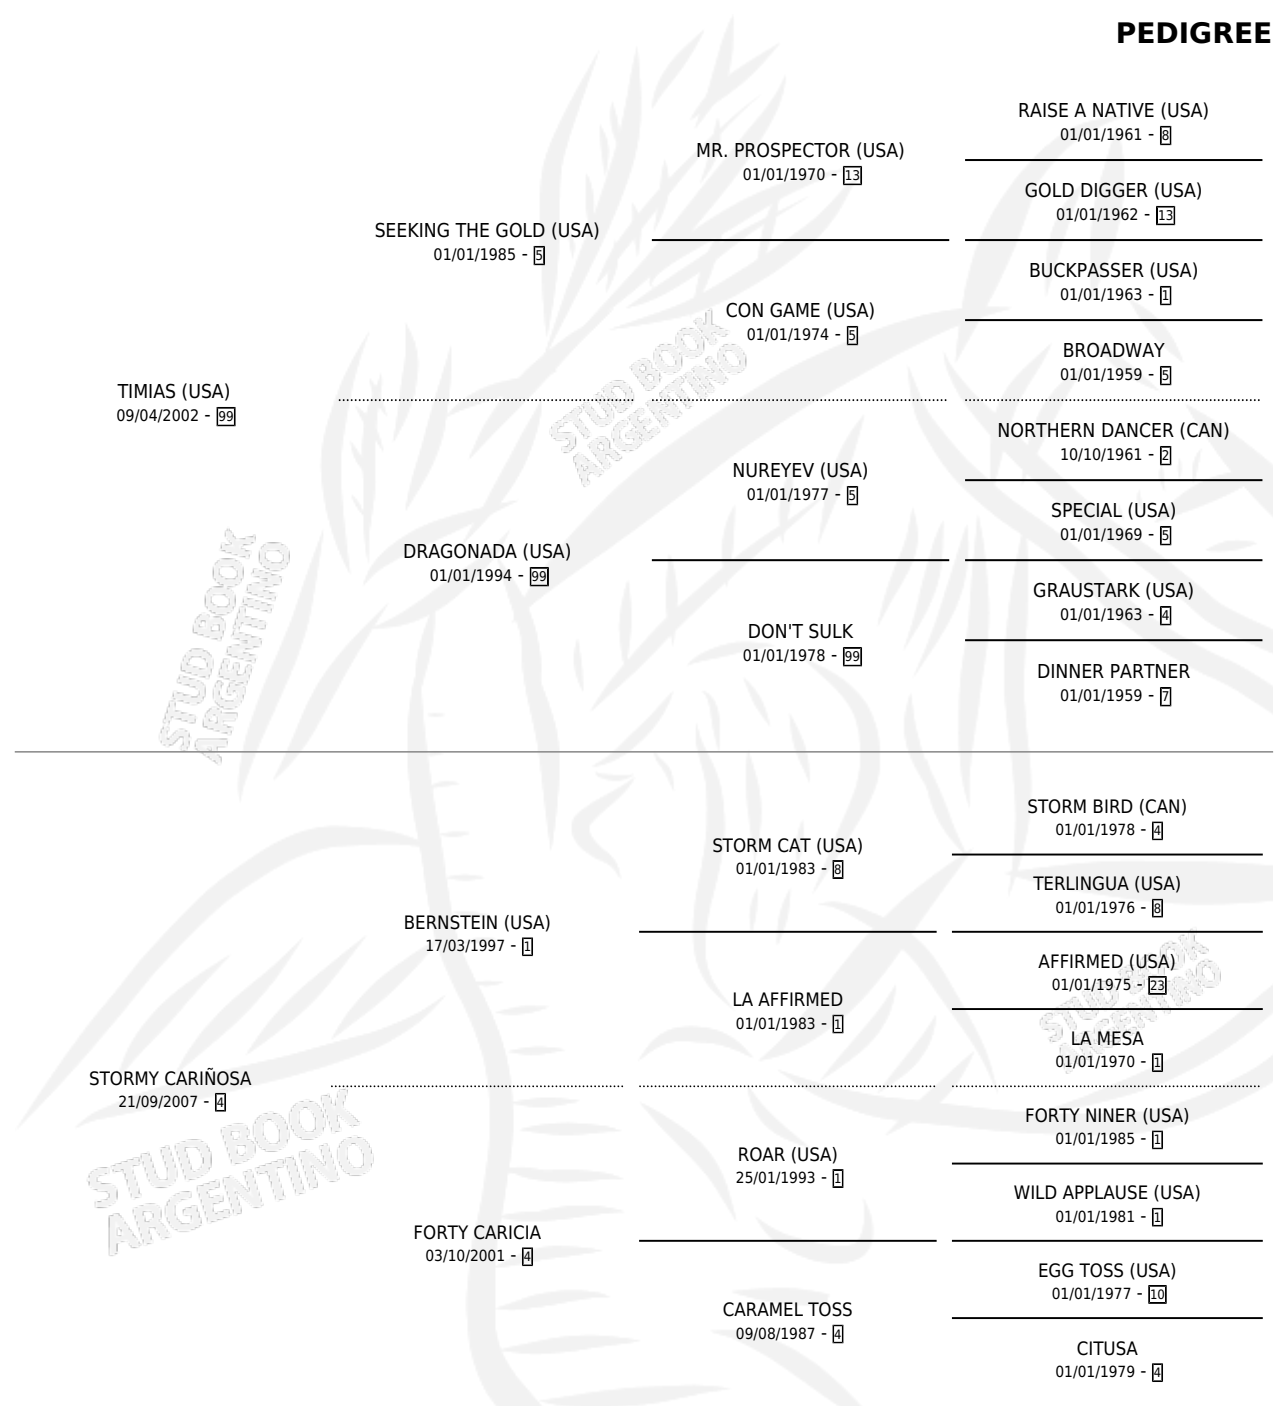 PEDIGREE
RAISE A NATIVE (USA)
01/01/1961 - 8
MR. PROSPECTOR (USA)
01/01/1970 - 13
GOLD DIGGER (USA)
01/01/1962 - 13
SEEKING THE GOLD (USA)
01/01/1985 - 5
BUCKPASSER (USA)
01/01/1963 - 1
CON GAME (USA)
01/01/1974 - 5
BROADWAY
01/01/1959 - 5
TIMIAS (USA)
09/04/2002 - 99
STUD BOOK
ARGENTINO
NORTHERN DANCER (CAN)
10/10/1961 - 2
NUREYEV (USA)
01/01/1977 - 5
SPECIAL (USA)
01/01/1969 - 5
DRAGONADA (USA)
01/01/1994 - 99
GRAUSTARK (USA)
01/01/1963 - 4
DON'T SULK
01/01/1978 - 99
DINNER PARTNER
01/01/1959 - 7
STUD BOOK
ARGENTINO
STORM BIRD (CAN)
01/01/1978 - 4
STORM CAT (USA)
01/01/1983 - 8
TERLINGUA (USA)
01/01/1976 - 8
BERNSTEIN (USA)
17/03/1997 - 1
AFFIRMED (USA)
01/01/1975 - 23
LA AFFIRMED
01/01/1983 - 1
STUD BOOK
ARGENTINO
LA MESA
01/01/1970 - 1
STORMY CARIÑOSA
21/09/2007 - 4
STUD BOOK
ARGENTINO
FORTY NINER (USA)
01/01/1985 - 1
ROAR (USA)
25/01/1993 - 1
WILD APPLAUSE (USA)
01/01/1981 - 1
FORTY CARICIA
03/10/2001 - 4
EGG TOSS (USA)
01/01/1977 - 10
CARAMEL TOSS
09/08/1987 - 4
CITUSA
01/01/1979 - 4